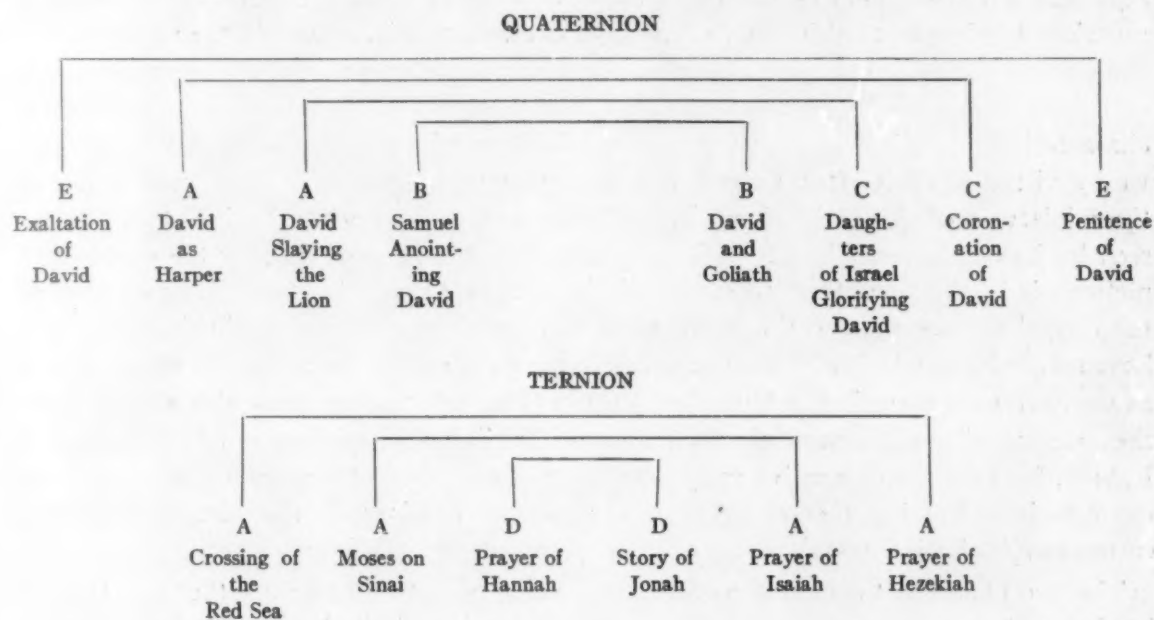 QUATERNION
E A A B B C C E
Exaltation David David Samuel David Daugh- Coron- Penitence
of as Slaying Anoint- and ters ation of
David Harper the ing Goliath of Israel of David
Lion David Glorifying David
David
TERNION
A A D D A A
Crossing of Moses on Prayer of Story of Prayer of Prayer of
the Sinai Hannah Jonah Isaiah Hezekiah
Red Sea